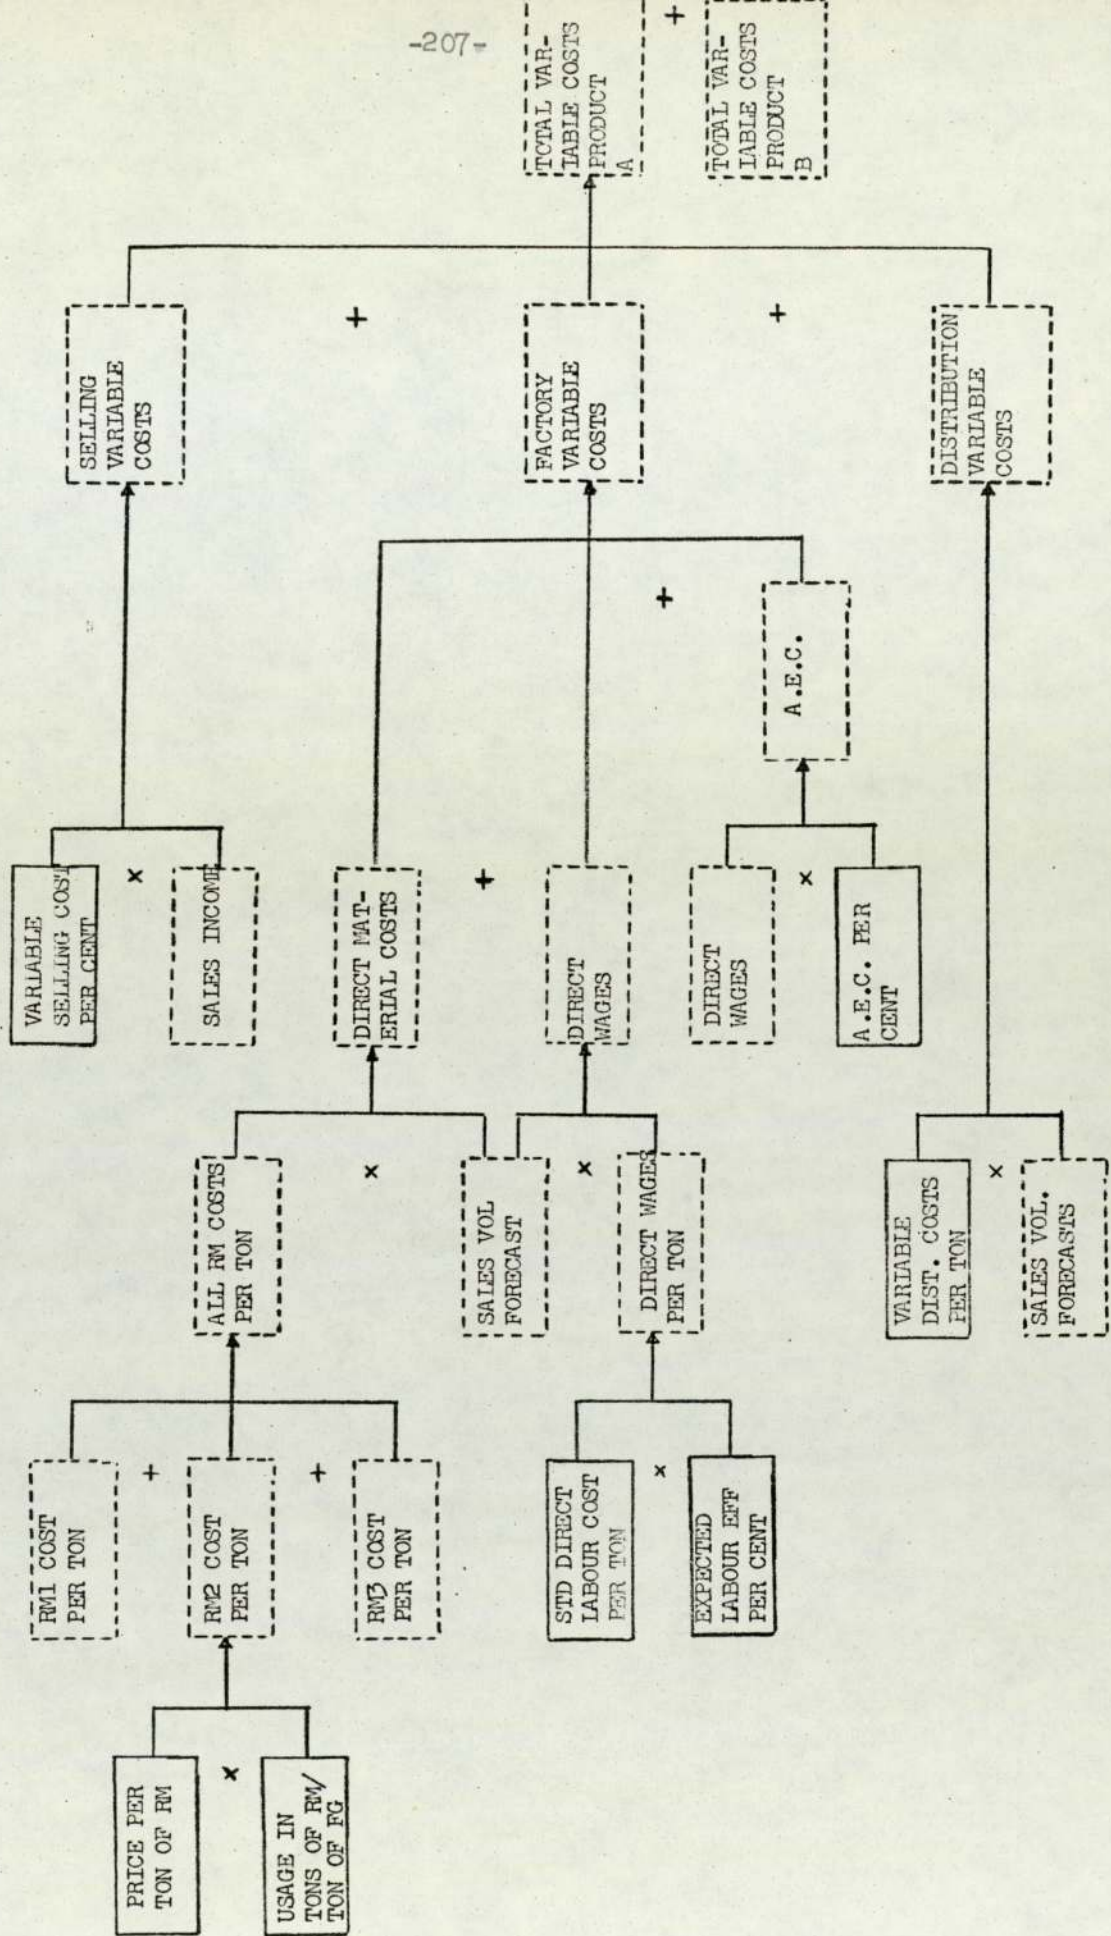 -207-
TOTAL VAR-
IABLE COSTS
PRODUCT
A
+
TOTAL VAR-
IABLE COSTS
PRODUCT
B
SELLING
VARIABLE
COSTS
+
FACTORY
VARIABLE
COSTS
+
DISTRIBUTION
VARIABLE
COSTS
VARIABLE
SELLING COST
PER CENT
×
SALES INCOME
DIRECT MAT-
ERIAL COSTS
+
DIRECT
WAGES
+
A.E.C.
DIRECT
WAGES
×
A.E.C. PER
CENT
ALL RM COSTS
PER TON
×
SALES VOL
FORECAST
×
DIRECT WAGES
PER TON
VARIABLE
DIST. COSTS
PER TON
×
SALES VOL.
FORECASTS
RM1 COST
PER TON
+
RM2 COST
PER TON
+
RM3 COST
PER TON
STD DIRECT
LABOUR COST
PER TON
×
EXPECTED
LABOUR EFF
PER CENT
PRICE PER
TON OF RM
×
USAGE IN
TONS OF RM/
TON OF FG